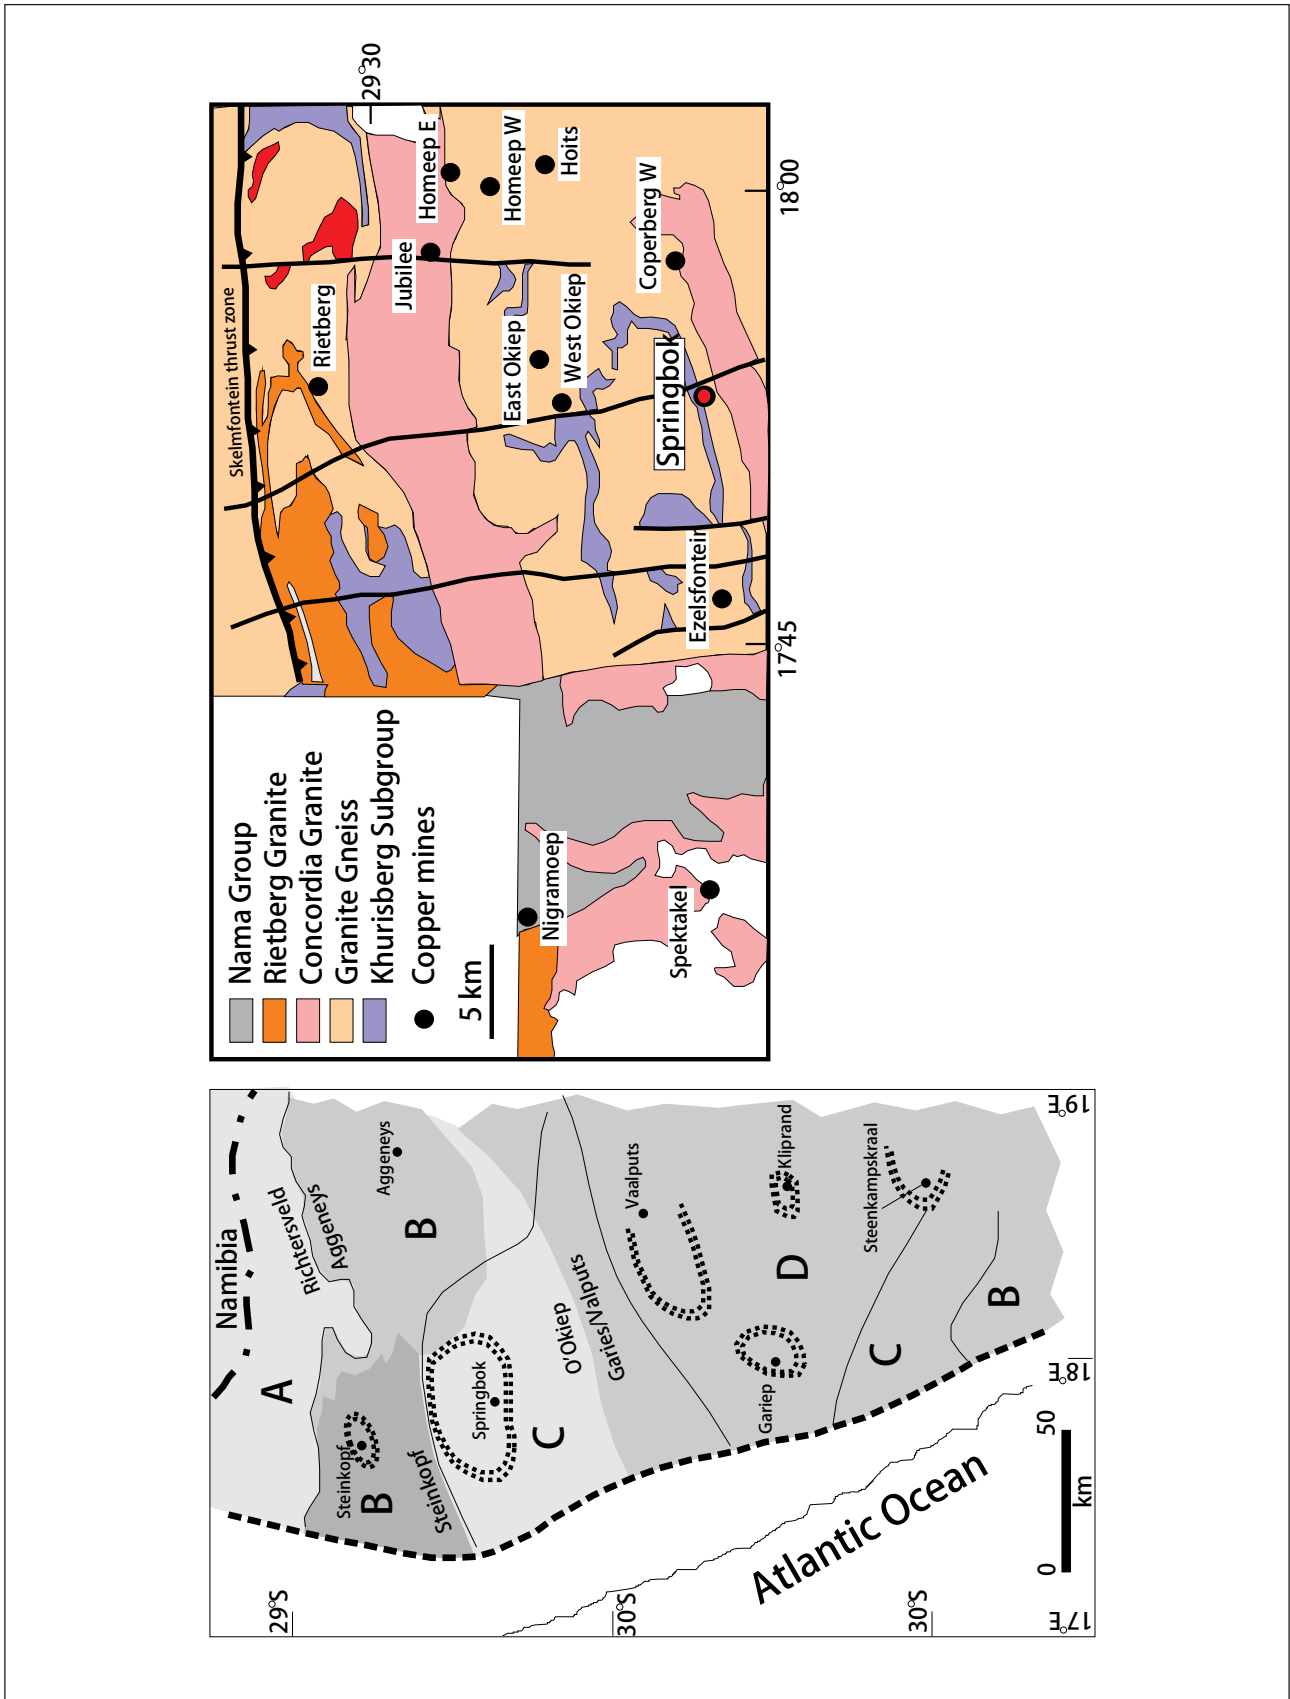 Namibia
Richtersveld
Aggeneys
Aggeneys
A
B
Steinkopf
B
Steinkopf
Springbok
C
O'Okiep
Garies/Valputs
Vaalputs
Kliprand
D
Gariep
Steenkampskraal
C
B
Atlantic Ocean
29°S
30°S
30°S
17°E
18°E
19°E
0
50
km
Nama Group
Rietberg Granite
Concordia Granite
Granite Gneiss
Khurisberg Subgroup
Copper mines
5 km
Skelmfontein thrust zone
29°30
Rietberg
Jubilee
Homeep E
Homeep W
Hoits
East Okiep
West Okiep
Coperberg W
Springbok
Ezelsfontein
Nigramoep
Spektakel
17°45
18°00